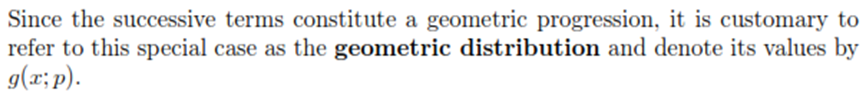 Since the successive terms constitute a geometric progression, it is customary to
refer to this special case as the geometric distribution and denote its values by
g(x; p).